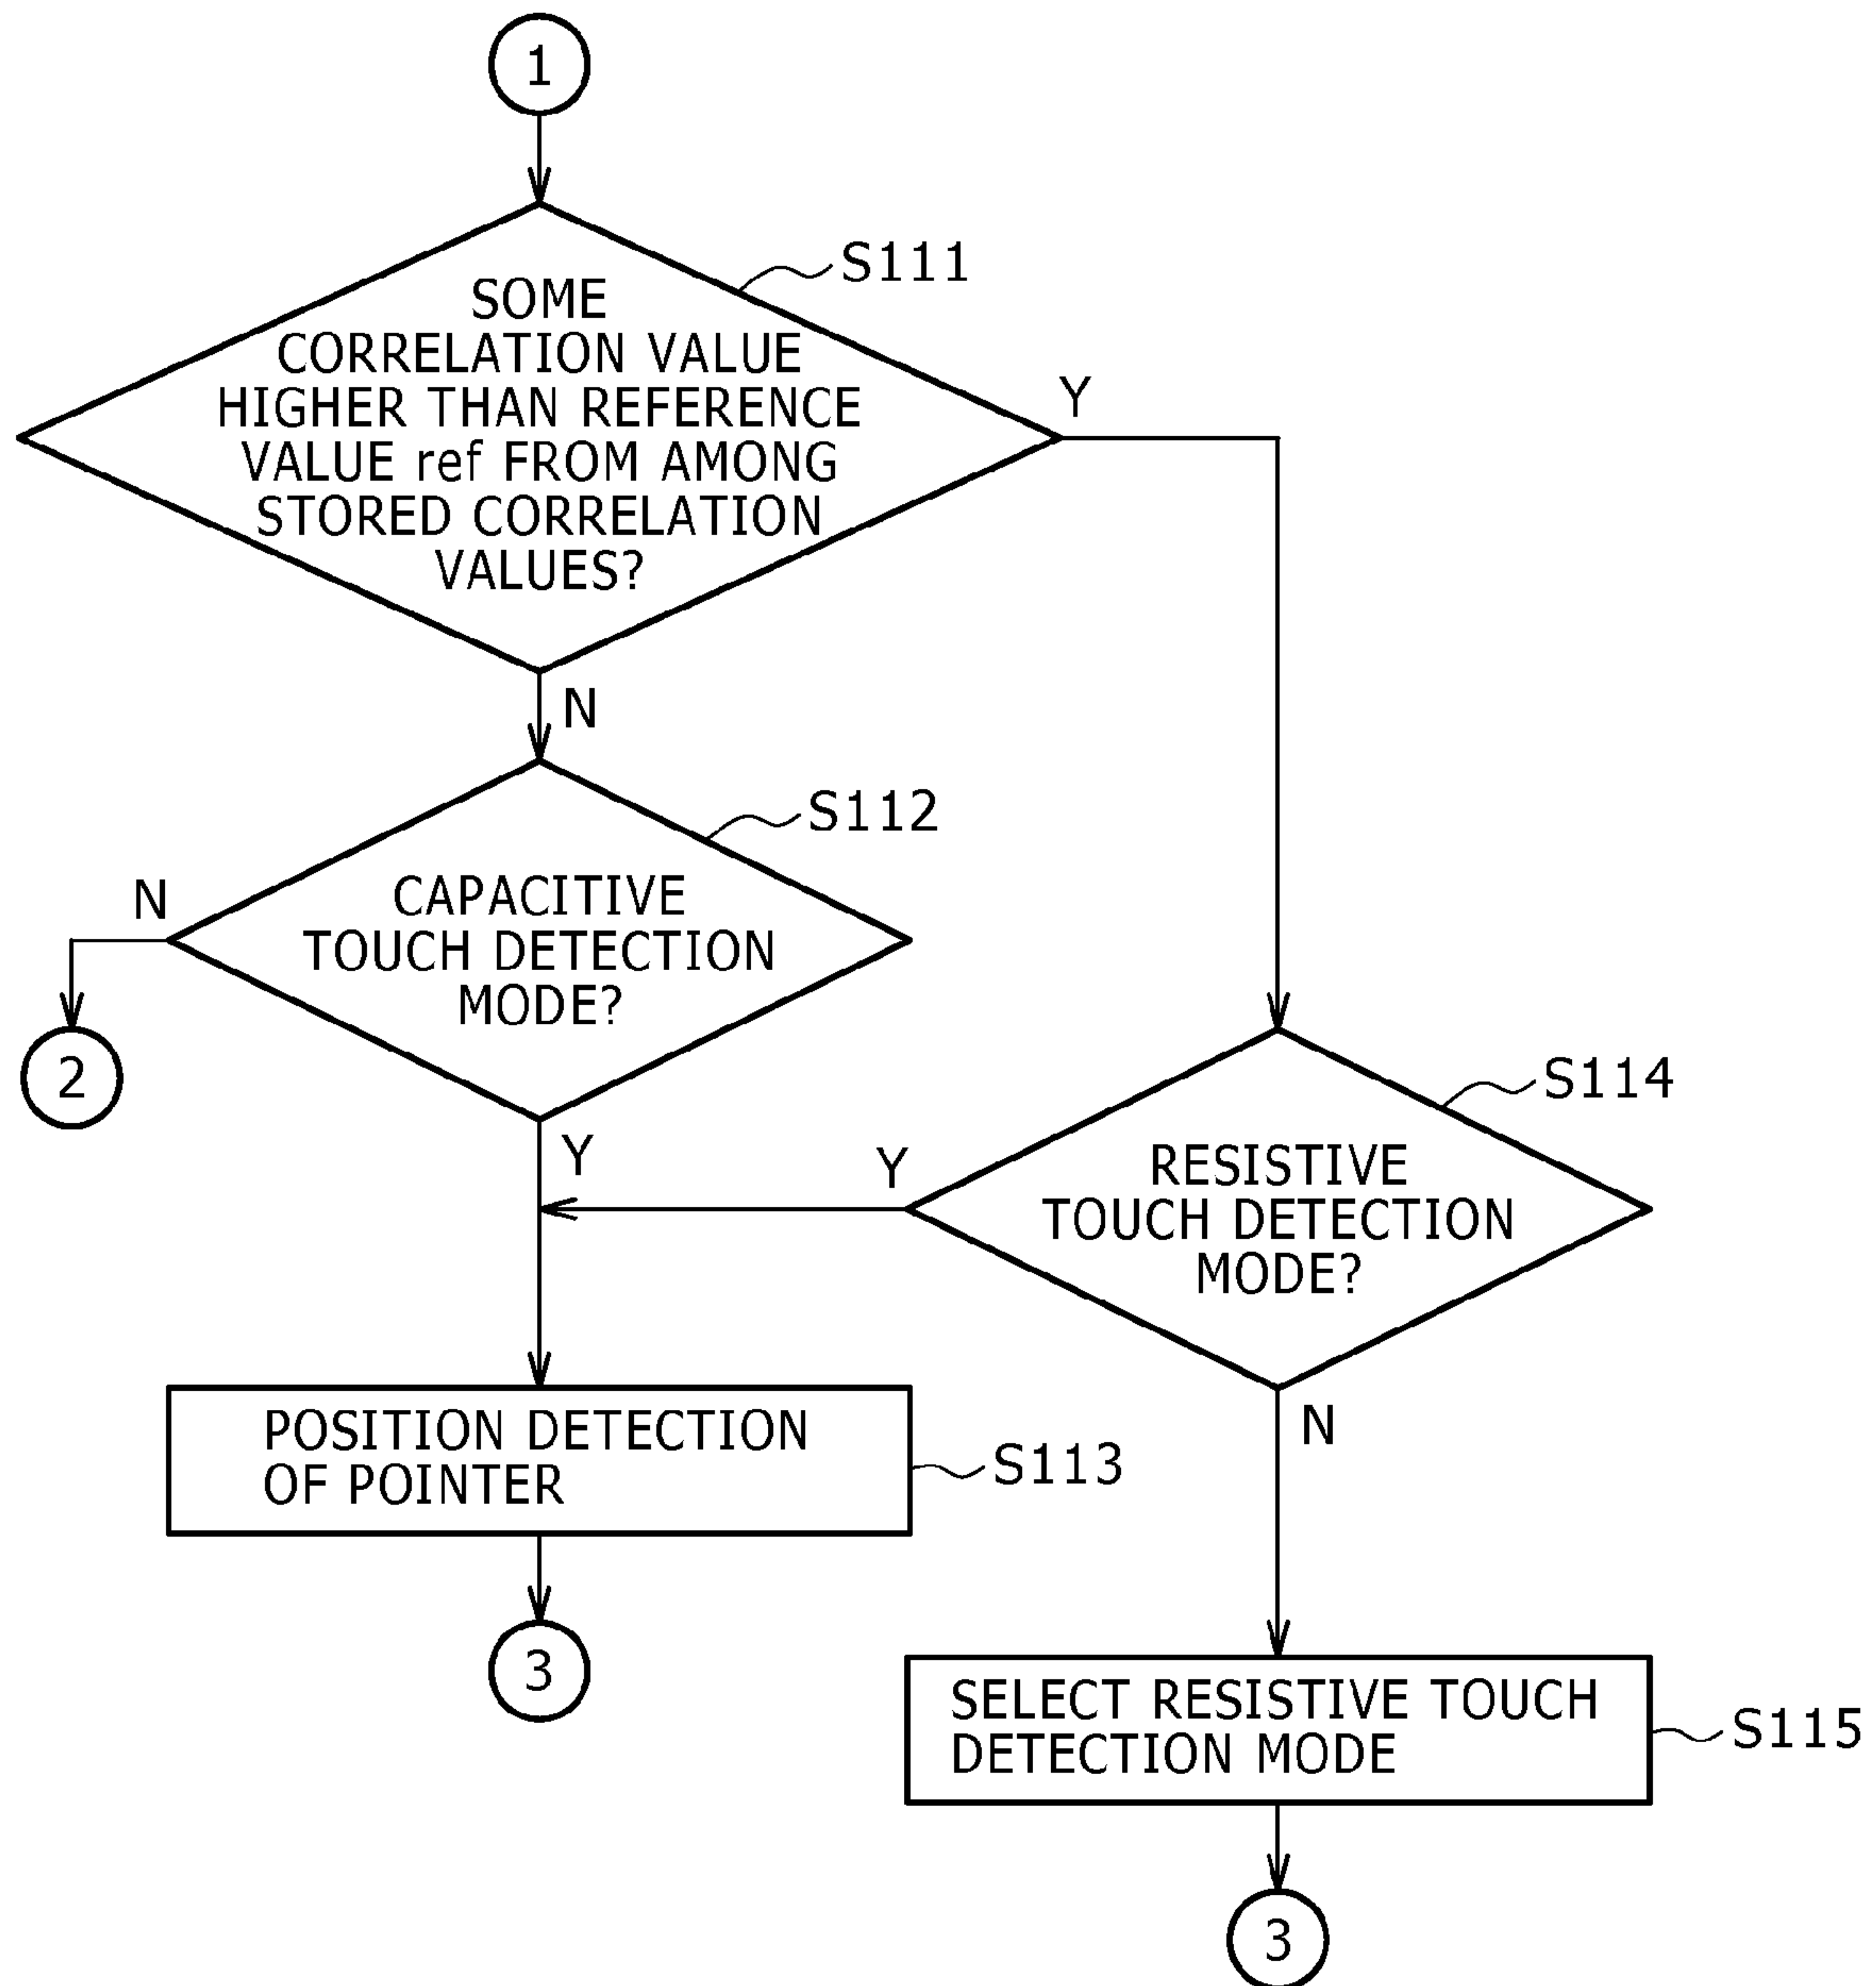 1
S111
SOME
CORRELATION VALUE
HIGHER THAN REFERENCE
VALUE ref FROM AMONG
STORED CORRELATION
VALUES?
Y
N
S112
CAPACITIVE
TOUCH DETECTION
MODE?
N
2
Y
S114
RESISTIVE
TOUCH DETECTION
MODE?
Y
N
POSITION DETECTION
OF POINTER
S113
3
SELECT RESISTIVE TOUCH
DETECTION MODE
S115
3